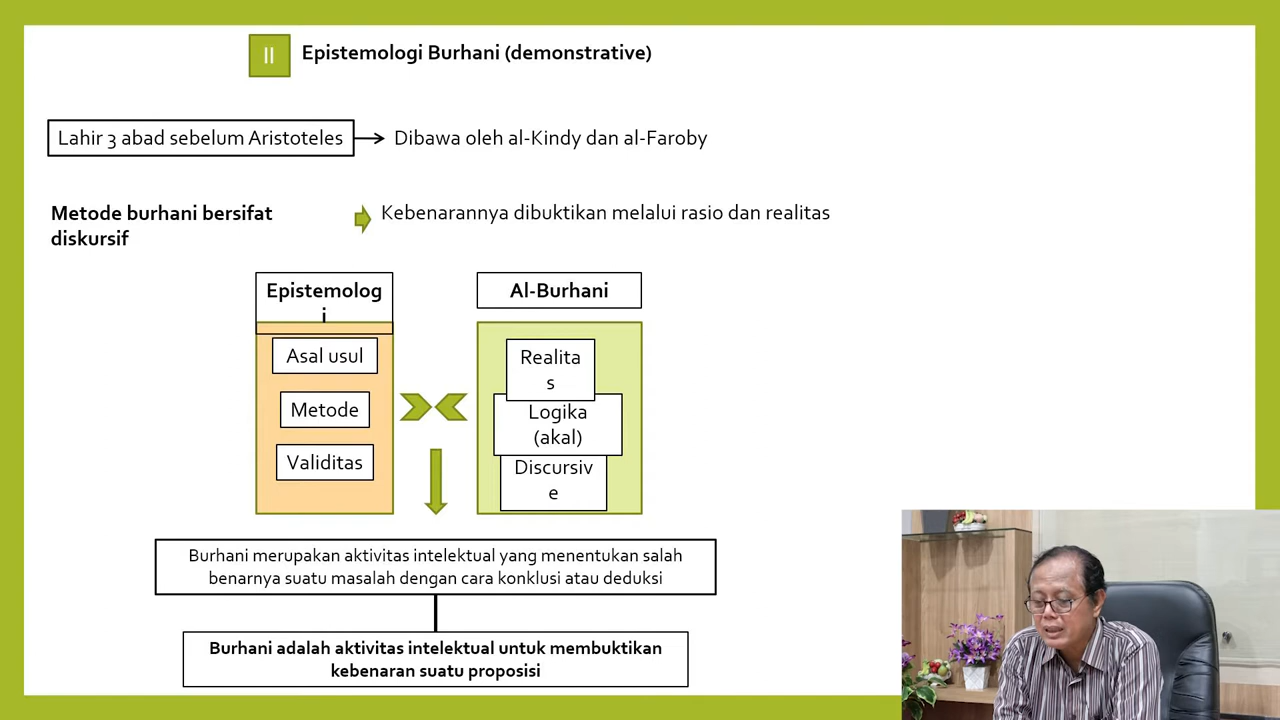 II
Epistemologi Burhani (demonstrative)
Lahir 3 abad sebelum Aristoteles
Dibawa oleh al-Kindy dan al-Faroby
Metode burhani bersifat
diskursif
Kebenarannya dibuktikan melalui rasio dan realitas
Epistemolog
i
Asal usul
Metode
Validitas
Al-Burhani
Realita
s
Logika
(akal)
Discursiv
e
Burhani merupakan aktivitas intelektual yang menentukan salah
benarnya suatu masalah dengan cara konklusi atau deduksi
Burhani adalah aktivitas intelektual untuk membuktikan
kebenaran suatu proposisi